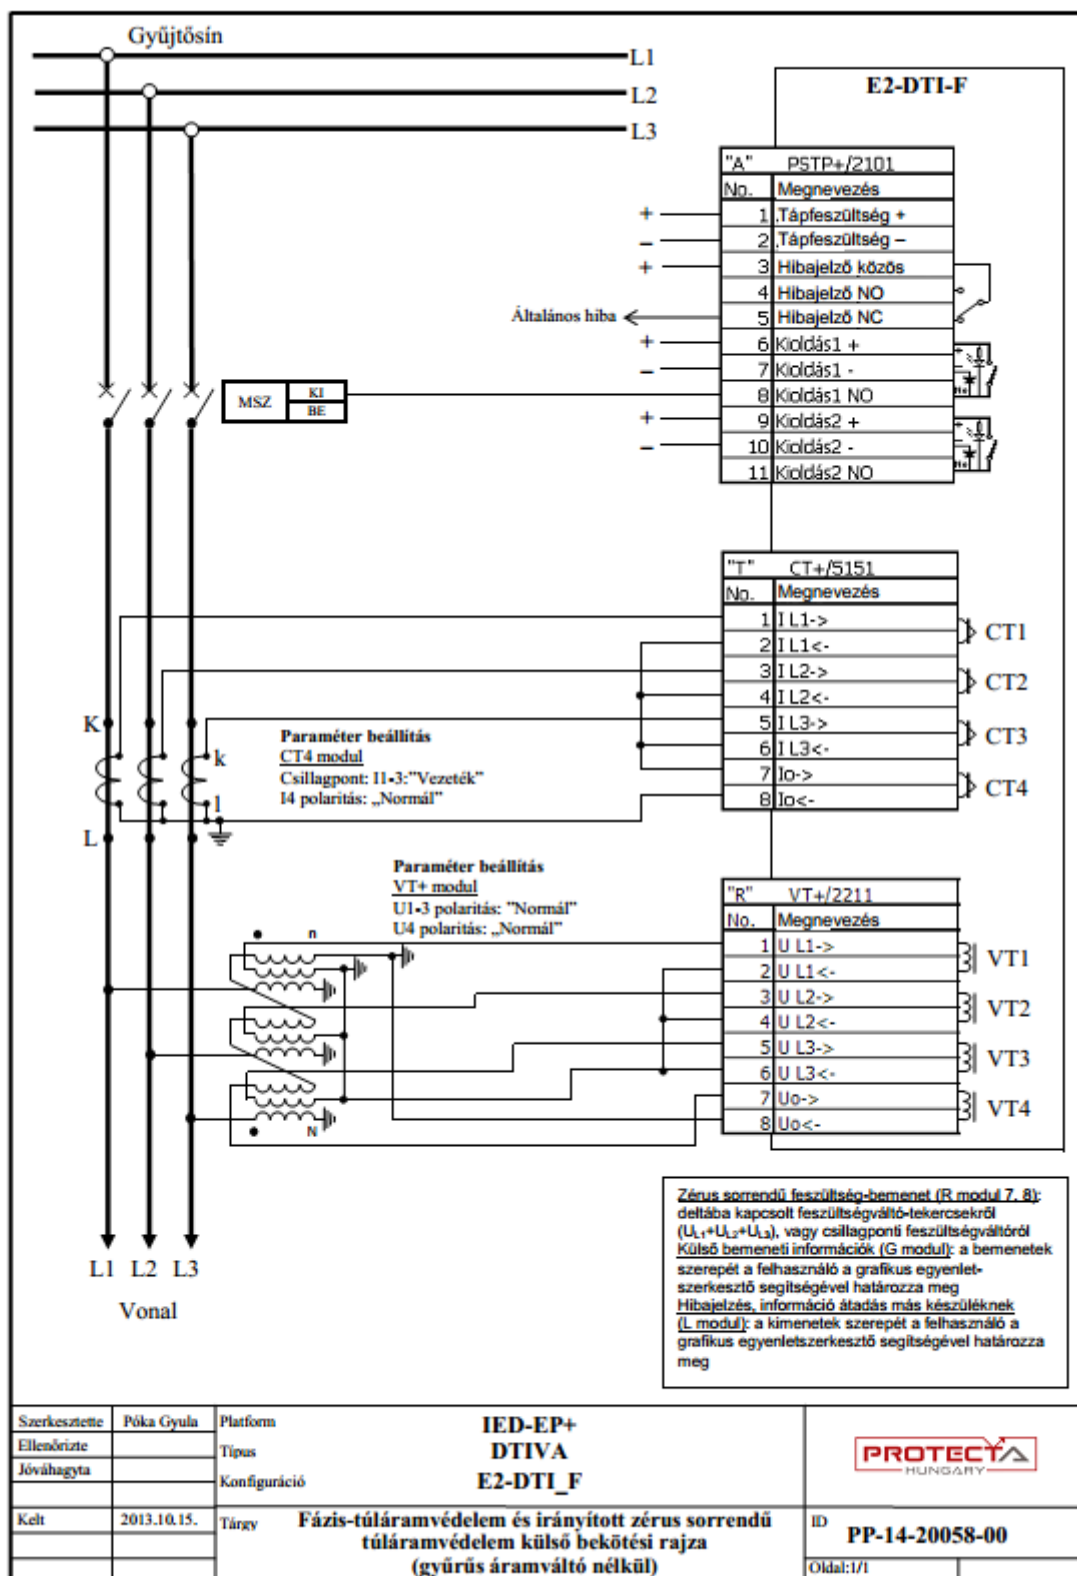 Gyűjtősín
L1
L2
L3
E2-DTI-F
"A" PSTP+/2101
No. Megnevezés
+ 1 Tápfeszültség +
− 2 Tápfeszültség −
+ 3 Hibajelző közös
4 Hibajelző NO
Általános hiba 5 Hibajelző NC
+ 6 Kioldás1 +
− 7 Kioldás1 -
8 Kioldás1 NO
+ 9 Kioldás2 +
− 10 Kioldás2 -
11 Kioldás2 NO
MSZ KI
BE
"T" CT+/5151
No. Megnevezés
1 I L1->
2 I L1<-
3 I L2->
4 I L2<-
5 I L3->
6 I L3<-
7 Io->
8 Io<-
CT1
CT2
CT3
CT4
K
k
l
L
Paraméter beállítás
CT4 modul
Csillagpont: I1-3:"Vezeték"
I4 polaritás: „Normál"
Paraméter beállítás
VT+ modul
U1-3 polaritás: "Normál"
U4 polaritás: „Normál"
n
N
"R" VT+/2211
No. Megnevezés
1 U L1->
2 U L1<-
3 U L2->
4 U L2<-
5 U L3->
6 U L3<-
7 Uo->
8 Uo<-
VT1
VT2
VT3
VT4
L1 L2 L3
Vonal
Zérus sorrendű feszültség-bemenet (R modul 7, 8):
deltába kapcsolt feszültségváltó-tekercsekről
(UL1+UL2+UL3), vagy csillagponti feszültségváltóról
Külső bemeneti információk (G modul): a bemenetek
szerepét a felhasználó a grafikus egyenlet-
szerkesztő segítségével határozza meg
Hibajelzés, információ átadás más készüléknek
(L modul): a kimenetek szerepét a felhasználó a
grafikus egyenletszerkesztő segítségével határozza
meg
Szerkesztette Póka Gyula
Ellenőrizte
Jóváhagyta
Kelt 2013.10.15.
Platform IED-EP+
Típus DTIVA
Konfiguráció E2-DTI_F
Tárgy Fázis-túláramvédelem és irányított zérus sorrendű
túláramvédelem külső bekötési rajza
(gyűrűs áramváltó nélkül)
PROTECTA
HUNGARY
ID
PP-14-20058-00
Oldal:1/1